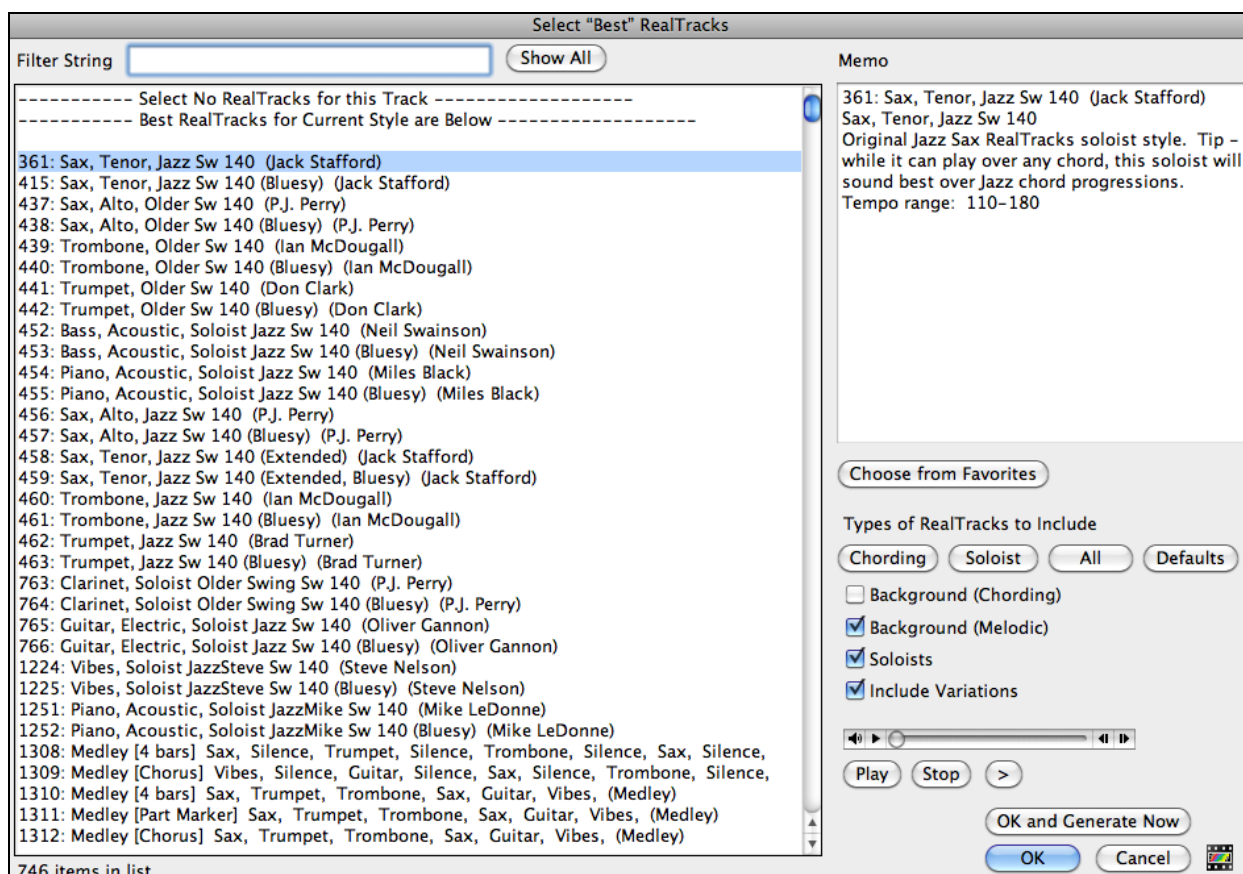 Select “Best” RealTracks
Filter String
Show All
----------- Select No RealTracks for this Track -------------------
----------- Best RealTracks for Current Style are Below -------------------
361: Sax, Tenor, Jazz Sw 140  (Jack Stafford)
415: Sax, Tenor, Jazz Sw 140 (Bluesy)  (Jack Stafford)
437: Sax, Alto, Older Sw 140  (P.J. Perry)
438: Sax, Alto, Older Sw 140 (Bluesy)  (P.J. Perry)
439: Trombone, Older Sw 140  (Ian McDougall)
440: Trombone, Older Sw 140 (Bluesy)  (Ian McDougall)
441: Trumpet, Older Sw 140  (Don Clark)
442: Trumpet, Older Sw 140 (Bluesy)  (Don Clark)
452: Bass, Acoustic, Soloist Jazz Sw 140  (Neil Swainson)
453: Bass, Acoustic, Soloist Jazz Sw 140 (Bluesy)  (Neil Swainson)
454: Piano, Acoustic, Soloist Jazz Sw 140  (Miles Black)
455: Piano, Acoustic, Soloist Jazz Sw 140 (Bluesy)  (Miles Black)
456: Sax, Alto, Jazz Sw 140  (P.J. Perry)
457: Sax, Alto, Jazz Sw 140 (Bluesy)  (P.J. Perry)
458: Sax, Tenor, Jazz Sw 140 (Extended)  (Jack Stafford)
459: Sax, Tenor, Jazz Sw 140 (Extended, Bluesy)  (Jack Stafford)
460: Trombone, Jazz Sw 140  (Ian McDougall)
461: Trombone, Jazz Sw 140 (Bluesy)  (Ian McDougall)
462: Trumpet, Jazz Sw 140  (Brad Turner)
463: Trumpet, Jazz Sw 140 (Bluesy)  (Brad Turner)
763: Clarinet, Soloist Older Swing Sw 140  (P.J. Perry)
764: Clarinet, Soloist Older Swing Sw 140 (Bluesy)  (P.J. Perry)
765: Guitar, Electric, Soloist Jazz Sw 140  (Oliver Gannon)
766: Guitar, Electric, Soloist Jazz Sw 140 (Bluesy)  (Oliver Gannon)
1224: Vibes, Soloist JazzSteve Sw 140  (Steve Nelson)
1225: Vibes, Soloist JazzSteve Sw 140 (Bluesy)  (Steve Nelson)
1251: Piano, Acoustic, Soloist JazzMike Sw 140  (Mike LeDonne)
1252: Piano, Acoustic, Soloist JazzMike Sw 140 (Bluesy)  (Mike LeDonne)
1308: Medley [4 bars]  Sax,  Silence,  Trumpet,  Silence,  Trombone,  Silence,  Sax,  Silence,
1309: Medley [Chorus]  Vibes,  Silence,  Guitar,  Silence,  Sax,  Silence,  Trombone,  Silence,
1310: Medley [4 bars]  Sax,  Trumpet,  Trombone,  Sax,  Guitar,  Vibes,  (Medley)
1311: Medley [Part Marker]  Sax,  Trumpet,  Trombone,  Sax,  Guitar,  Vibes,  (Medley)
1312: Medley [Chorus]  Sax,  Trumpet,  Trombone,  Sax,  Guitar,  Vibes,  (Medley)
746 items in list
Memo
361: Sax, Tenor, Jazz Sw 140  (Jack Stafford)
Sax, Tenor, Jazz Sw 140
Original Jazz Sax RealTracks soloist style.  Tip -
while it can play over any chord, this soloist will
sound best over Jazz chord progressions.
Tempo range:  110-180
Choose from Favorites
Types of RealTracks to Include
Chording Soloist All Defaults
Background (Chording)
Background (Melodic)
Soloists
Include Variations
Play Stop >
OK and Generate Now
OK Cancel